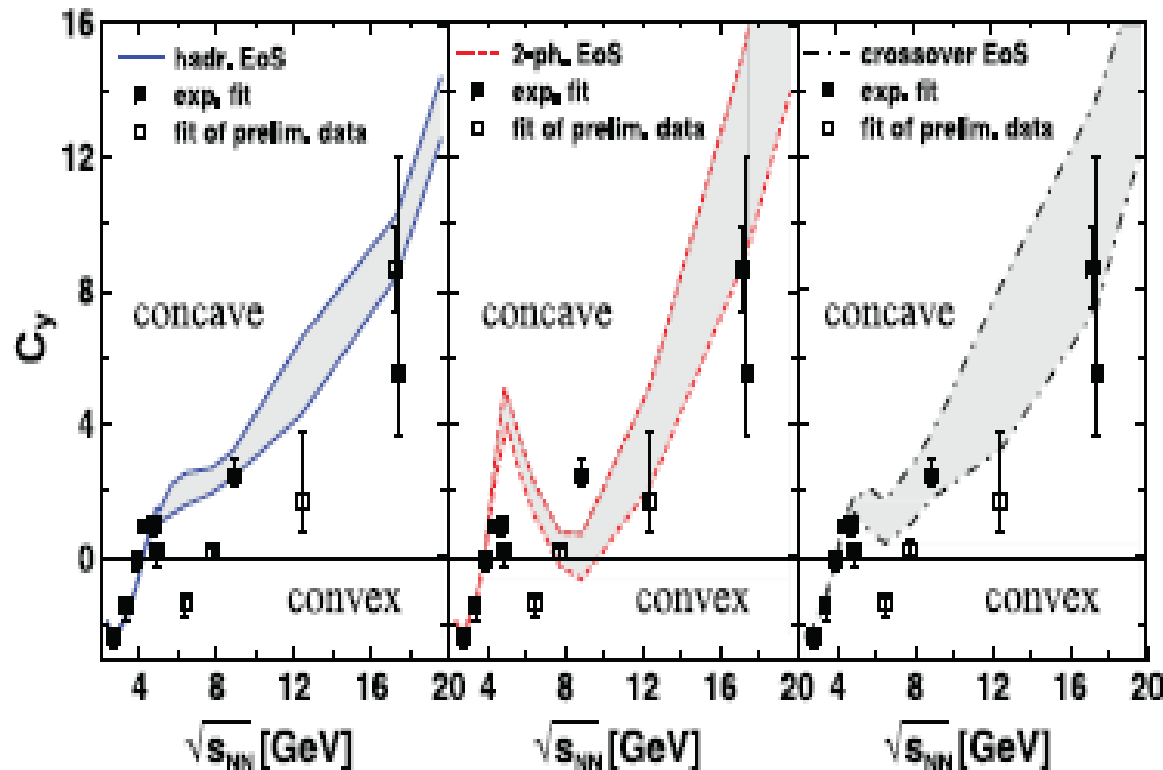 16
12
8
4
0
C_y
hadr. EoS
exp. fit
fit of prelim. data
concave
convex
4
8
12
16
20
√s_NN [GeV]
2-ph. EoS
exp. fit
fit of prelim. data
concave
convex
4
8
12
16
20
√s_NN [GeV]
crossover EoS
exp. fit
fit of prelim. data
concave
convex
4
8
12
16
20
√s_NN [GeV]